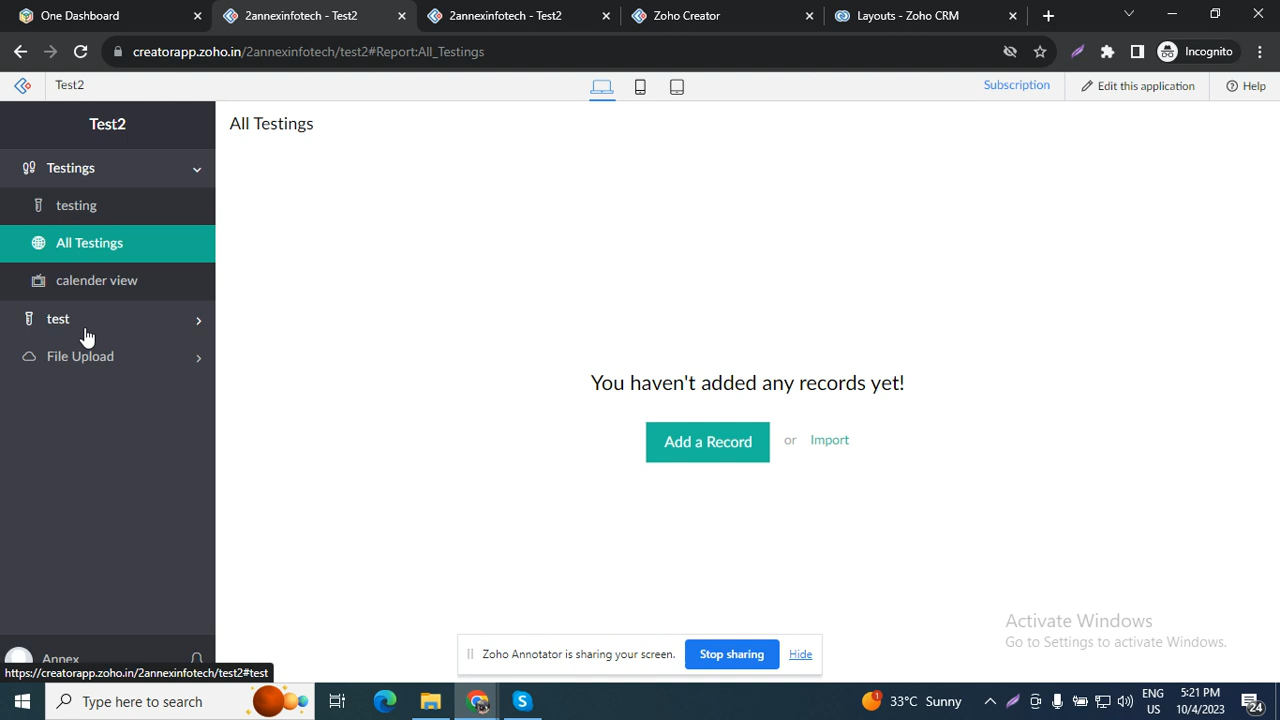 One Dashboard
2annexinfotech - Test2
2annexinfotech - Test2
Zoho Creator
Layouts - Zoho CRM
creatorapp.zoho.in/2annexinfotech/test2#Report:All_Testings
Incognito
Test2
Subscription
Edit this application
Help
Test2
All Testings
Testings
testing
All Testings
calender view
test
File Upload
You haven't added any records yet!
Add a Record or Import
Activate Windows
Go to Settings to activate Windows.
Zoho Annotator is sharing your screen. Stop sharing Hide
Annex
https://creatorapp.zoho.in/2annexinfotech/test2#test
Type here to search
1
33°C Sunny
ENG
US
5:21 PM
10/4/2023
24